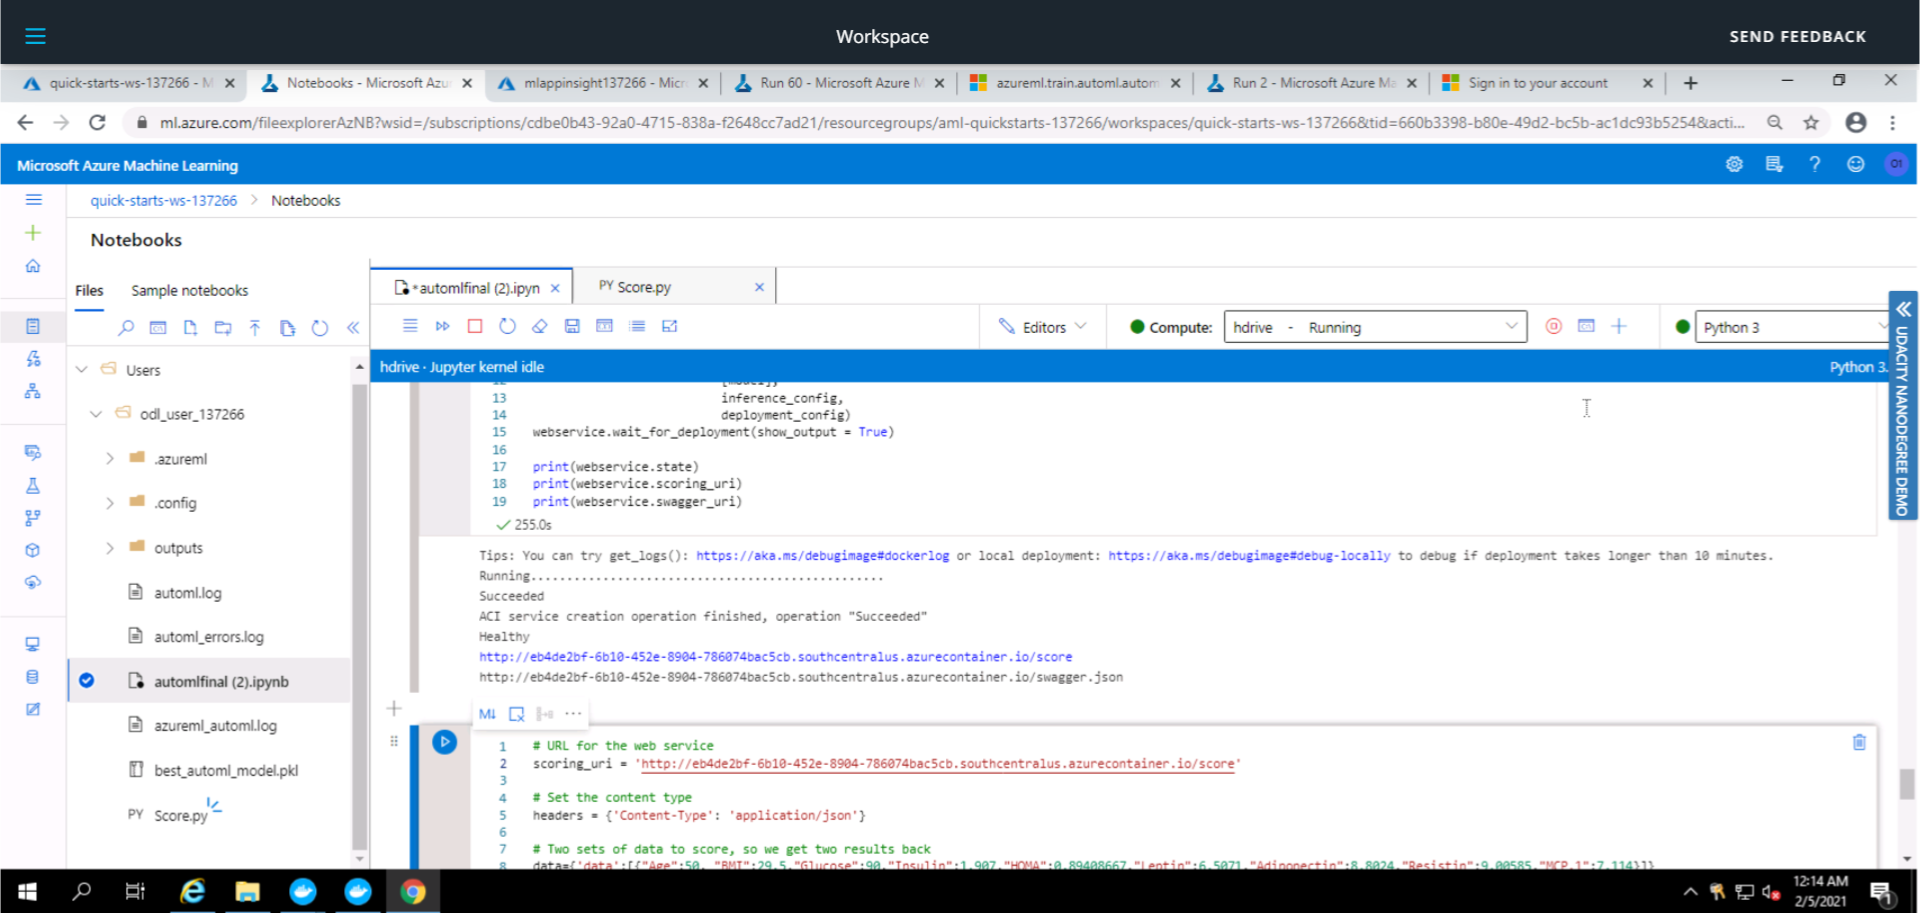 Workspace
SEND FEEDBACK
quick-starts-ws-137266 - M
Notebooks - Microsoft Azu
mlappinsight137266 - Micr
Run 60 - Microsoft Azure M
azureml.train.automl.autom
Run 2 - Microsoft Azure Ma
Sign in to your account
ml.azure.com/fileexplorerAzNB?wsid=/subscriptions/cdbe0b43-92a0-4715-838a-f2648cc7ad21/resourcegroups/aml-quickstarts-137266/workspaces/quick-starts-ws-137266&tid=660b3398-b80e-49d2-bc5b-ac1dc93b5254&acti...
Microsoft Azure Machine Learning
O1
quick-starts-ws-137266 > Notebooks
Notebooks
Files
Sample notebooks
*automlfinal (2).ipyn
PY Score.py
Editors
Compute:
hdrive - Running
Python 3
hdrive · Jupyter kernel idle
Python 3.
UDACITY NANODEGREE DEMO
Users
odl_user_137266
.azureml
.config
outputs
automl.log
automl_errors.log
automlfinal (2).ipynb
azureml_automl.log
best_automl_model.pkl
PY Score.py
12 [model],
13 inference_config,
14 deployment_config)
15 webservice.wait_for_deployment(show_output = True)
16
17 print(webservice.state)
18 print(webservice.scoring_uri)
19 print(webservice.swagger_uri)
255.0s
Tips: You can try get_logs(): https://aka.ms/debugimage#dockerlog or local deployment: https://aka.ms/debugimage#debug-locally to debug if deployment takes longer than 10 minutes.
Running.................................................
Succeeded
ACI service creation operation finished, operation "Succeeded"
Healthy
http://eb4de2bf-6b10-452e-8904-786074bac5cb.southcentralus.azurecontainer.io/score
http://eb4de2bf-6b10-452e-8904-786074bac5cb.southcentralus.azurecontainer.io/swagger.json
M↓
1 # URL for the web service
2 scoring_uri = 'http://eb4de2bf-6b10-452e-8904-786074bac5cb.southcentralus.azurecontainer.io/score'
3
4 # Set the content type
5 headers = {'Content-Type': 'application/json'}
6
7 # Two sets of data to score, so we get two results back
8 data={'data':[{"Age":50, "BMI":29.5,"Glucose":90,"Insulin":1.907,"HOMA":0.89408667,"Leptin":6.5071,"Adiponectin":8.8024,"Resistin":9.00585,"MCP.1":7.114}]}
12:14 AM
2/5/2021
1